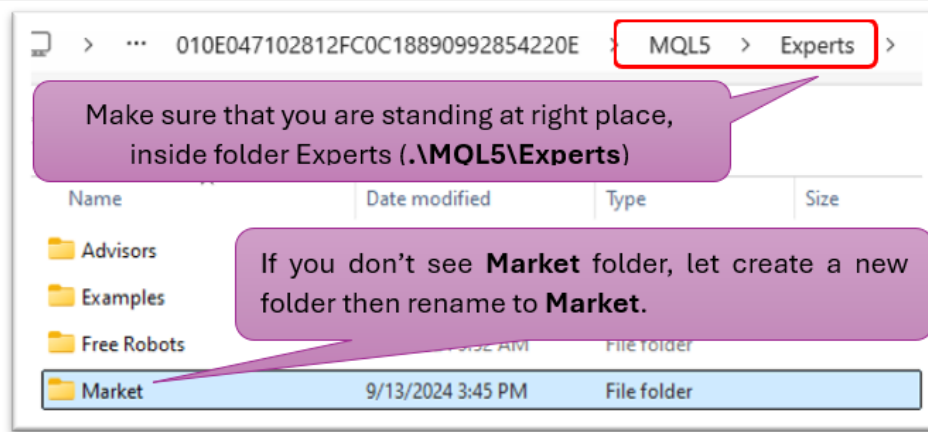 > ... 010E047102812FC0C18890992854220E > MQL5 > Experts >
Make sure that you are standing at right place,
inside folder Experts (.\MQL5\Experts)
Name Date modified Type Size
Advisors
If you don’t see Market folder, let create a new
Examples
folder then rename to Market.
Free Robots AM File folder
Market 9/13/2024 3:45 PM File folder